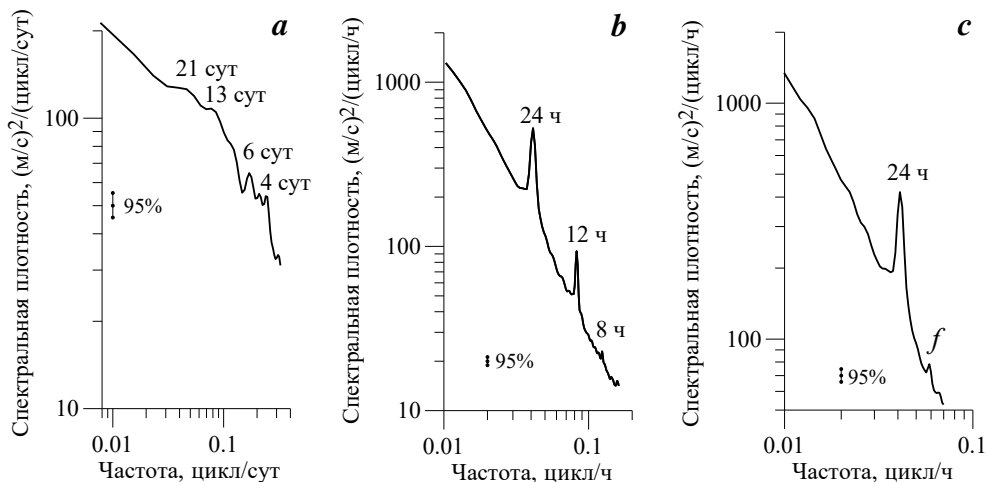 a
Спектральная плотность, (м/с)²/(цикл/сут)
21 сут
13 сут
6 сут
4 сут
95%
100
10
0.01
0.1
Частота, цикл/сут
b
Спектральная плотность, (м/с)²/(цикл/ч)
24 ч
12 ч
8 ч
95%
1000
100
10
0.01
0.1
Частота, цикл/ч
c
Спектральная плотность, (м/с)²/(цикл/ч)
24 ч
f
95%
1000
100
0.01
0.1
Частота, цикл/ч